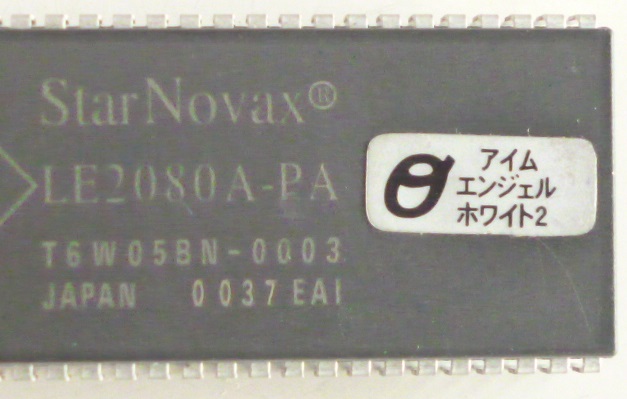 StarNovax®
LE2080A-PA
T6W05BN-0003
JAPAN 0037 EAI
アイム
エンジェル
ホワイト2